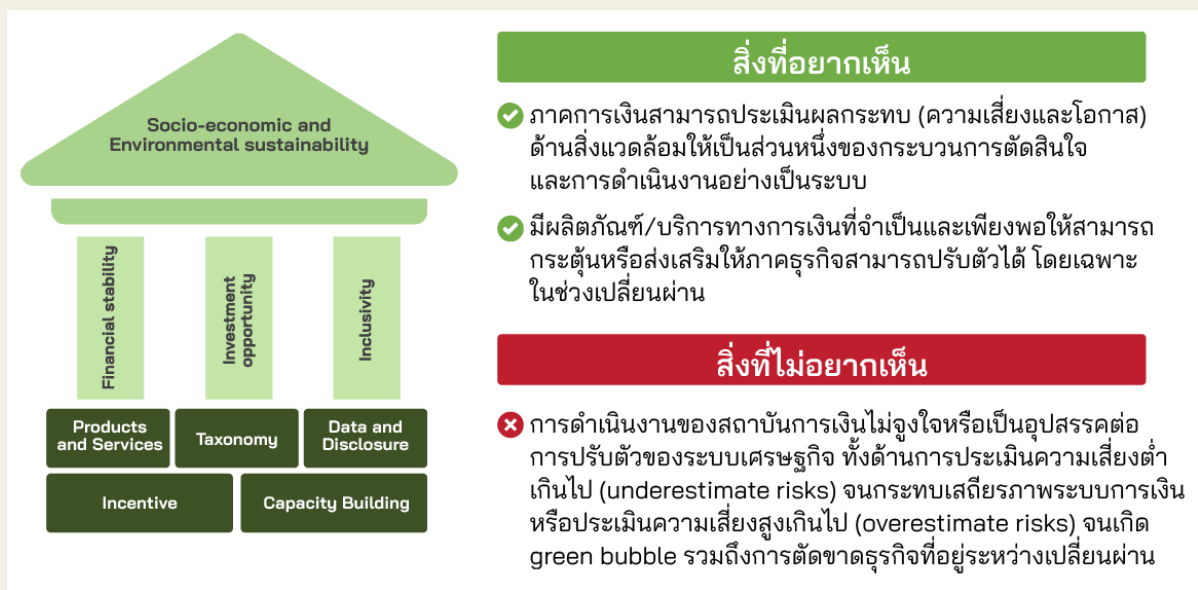 Socio-economic and
Environmental sustainability
Financial stability
Investment
opportunity
Inclusivity
Products
and Services
Taxonomy
Data and
Disclosure
Incentive
Capacity Building
สิ่งที่อยากเห็น
ภาคการเงินสามารถประเมินผลกระทบ (ความเสี่ยงและโอกาส)
ด้านสิ่งแวดล้อมให้เป็นส่วนหนึ่งของกระบวนการตัดสินใจ
และการดำเนินงานอย่างเป็นระบบ
มีผลิตภัณฑ์/บริการทางการเงินที่จำเป็นและเพียงพอให้สามารถ
กระตุ้นหรือส่งเสริมให้ภาคธุรกิจสามารถปรับตัวได้ โดยเฉพาะ
ในช่วงเปลี่ยนผ่าน
สิ่งที่ไม่อยากเห็น
การดำเนินงานของสถาบันการเงินไม่จูงใจหรือเป็นอุปสรรคต่อ
การปรับตัวของระบบเศรษฐกิจ ทั้งด้านการประเมินความเสี่ยงต่ำ
เกินไป (underestimate risks) จนกระทบเสถียรภาพระบบการเงิน
หรือประเมินความเสี่ยงสูงเกินไป (overestimate risks) จนเกิด
green bubble รวมถึงการตัดขาดธุรกิจที่อยู่ระหว่างเปลี่ยนผ่าน